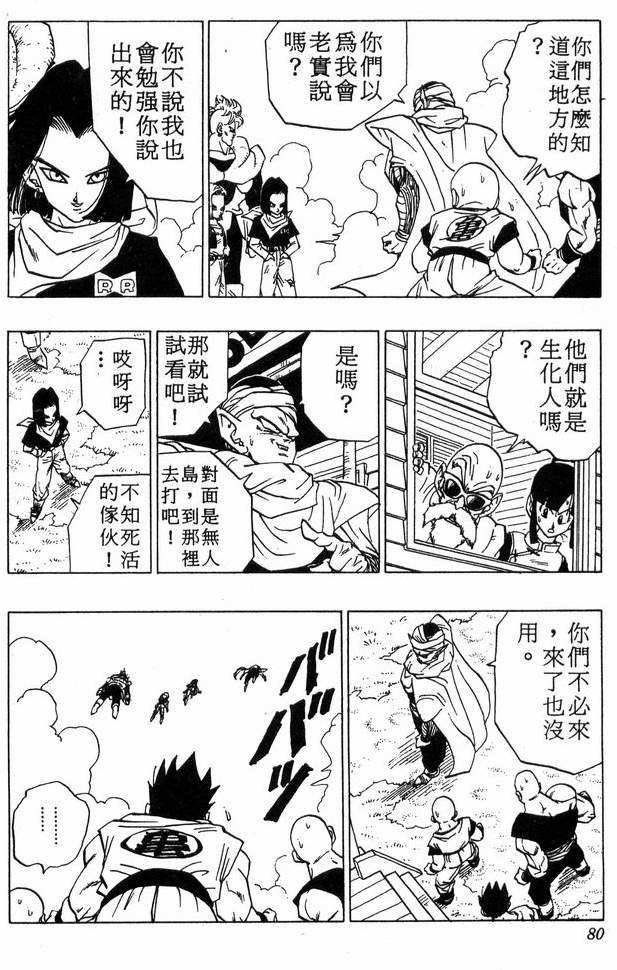 你們怎麼知
道這地方的
？
你們以
爲我會
老實說
嗎？
你不說我也
會勉强你說
出來的！
RR
他們就是
生化人嗎
？
是嗎？
那就試
試看吧！
對面是無人
島，到那裡
去打吧！
哎呀呀
…
不知死活
的傢伙！
你們不必來
，來了也沒
用。
………
龜
80